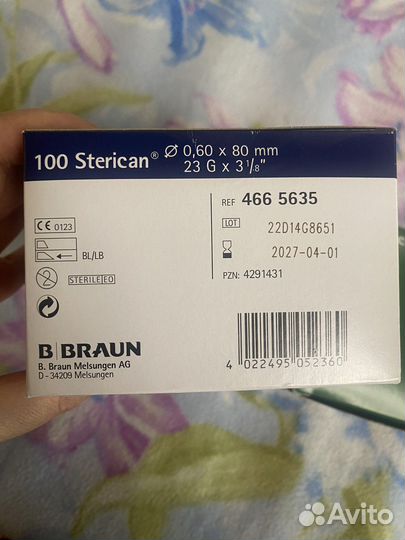 100 Sterican® Ø 0,60 x 80 mm
23 G x 3 1/8"
REF 466 5635
CE 0123
LOT 22D14G8651
BL/LB
2027-04-01
2 STERILE EO
PZN: 4291431
B|BRAUN
B. Braun Melsungen AG
D - 34209 Melsungen
4 022495 052360
Avito